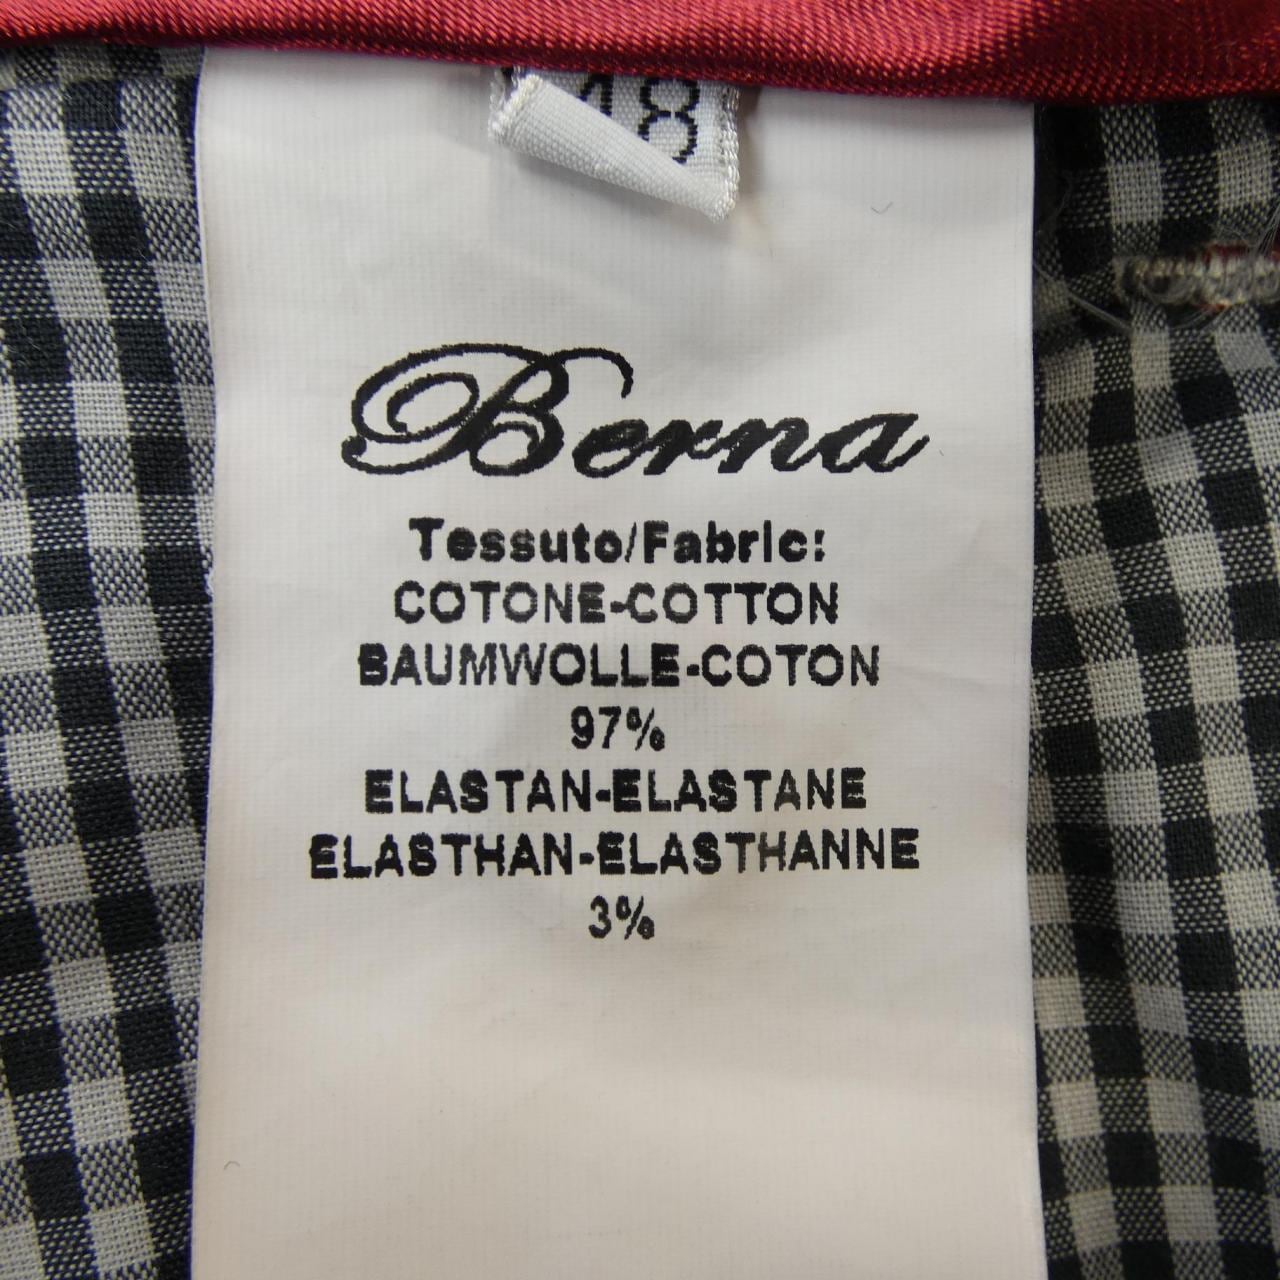 48
Berna
Tessuto/Fabric:
COTONE-COTTON
BAUMWOLLE-COTON
97%
ELASTAN-ELASTANE
ELASTHAN-ELASTHANNE
3%